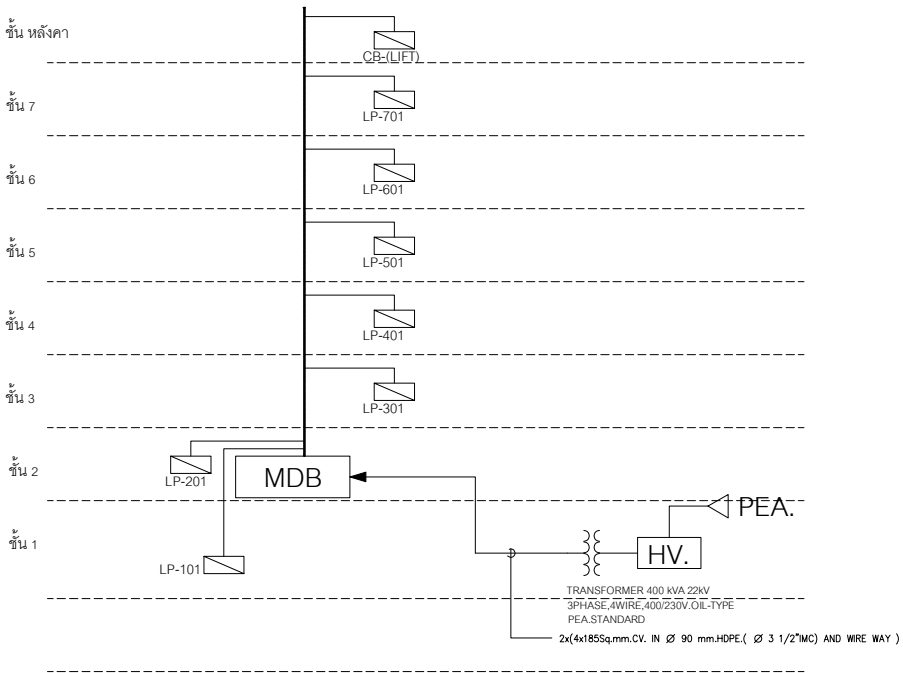 ชั้น หลังคา
CB-(LIFT)
ชั้น 7
LP-701
ชั้น 6
LP-601
ชั้น 5
LP-501
ชั้น 4
LP-401
ชั้น 3
LP-301
ชั้น 2
LP-201
MDB
PEA.
ชั้น 1
HV.
LP-101
TRANSFORMER 400 kVA 22kV
3PHASE,4WIRE,400/230V.OIL-TYPE
PEA.STANDARD
2x(4x185Sq.mm.CV. IN Ø 90 mm.HDPE.( Ø 3 1/2"IMC) AND WIRE WAY )